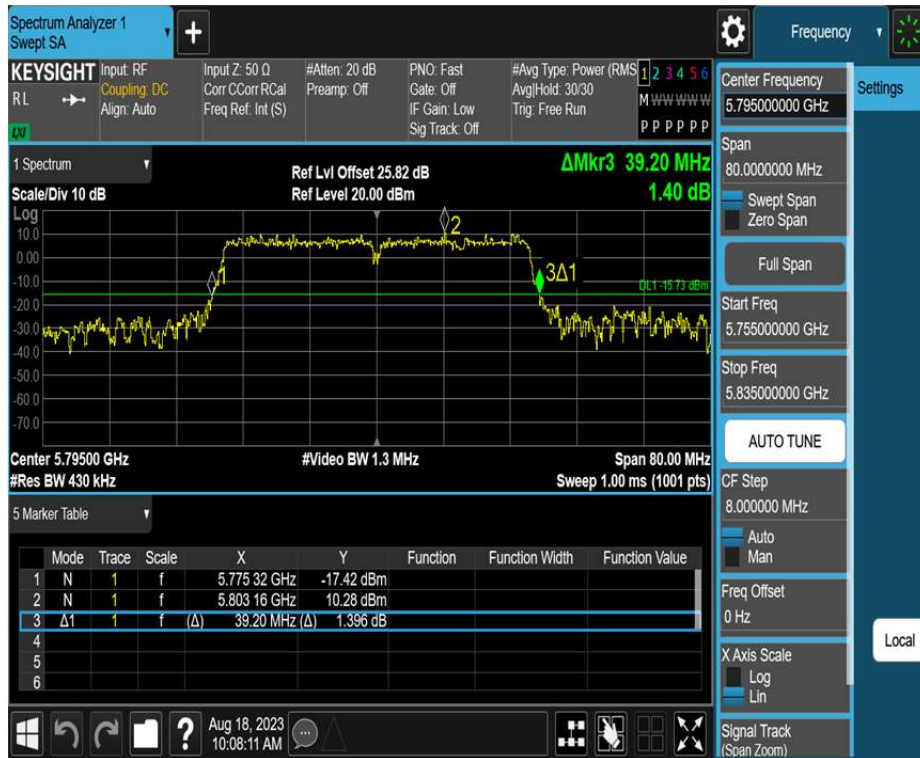 Spectrum Analyzer 1
Swept SA
+
Frequency
KEYSIGHT
RL
LXI
Input: RF
Coupling: DC
Align: Auto
Input Z: 50 Ω
Corr CCorr RCal
Freq Ref: Int (S)
#Atten: 20 dB
Preamp: Off
PNO: Fast
Gate: Off
IF Gain: Low
Sig Track: Off
#Avg Type: Power (RMS
Avg|Hold: 30/30
Trig: Free Run
1 2 3 4 5 6
M W W W W W
P P P P P P
Center Frequency
5.795000000 GHz
Settings
Span
80.0000000 MHz
Swept Span
Zero Span
Full Span
Start Freq
5.755000000 GHz
Stop Freq
5.835000000 GHz
AUTO TUNE
CF Step
8.000000 MHz
Auto
Man
Freq Offset
0 Hz
X Axis Scale
Log
Lin
Signal Track
(Span Zoom)
Local
1 Spectrum
Scale/Div 10 dB
Ref Lvl Offset 25.82 dB
Ref Level 20.00 dBm
ΔMkr3 39.20 MHz
1.40 dB
Log
10.0
0.00
-10.0
-20.0
-30.0
-40.0
-50.0
-60.0
-70.0
1
2
3Δ1
DL1 -15.73 dBm
Center 5.79500 GHz
#Video BW 1.3 MHz
Span 80.00 MHz
#Res BW 430 kHz
Sweep 1.00 ms (1001 pts)
5 Marker Table
Mode Trace Scale X Y Function Function Width Function Value
1 N 1 f 5.775 32 GHz -17.42 dBm
2 N 1 f 5.803 16 GHz 10.28 dBm
3 Δ1 1 f (Δ) 39.20 MHz (Δ) 1.396 dB
4
5
6
?
Aug 18, 2023
10:08:11 AM